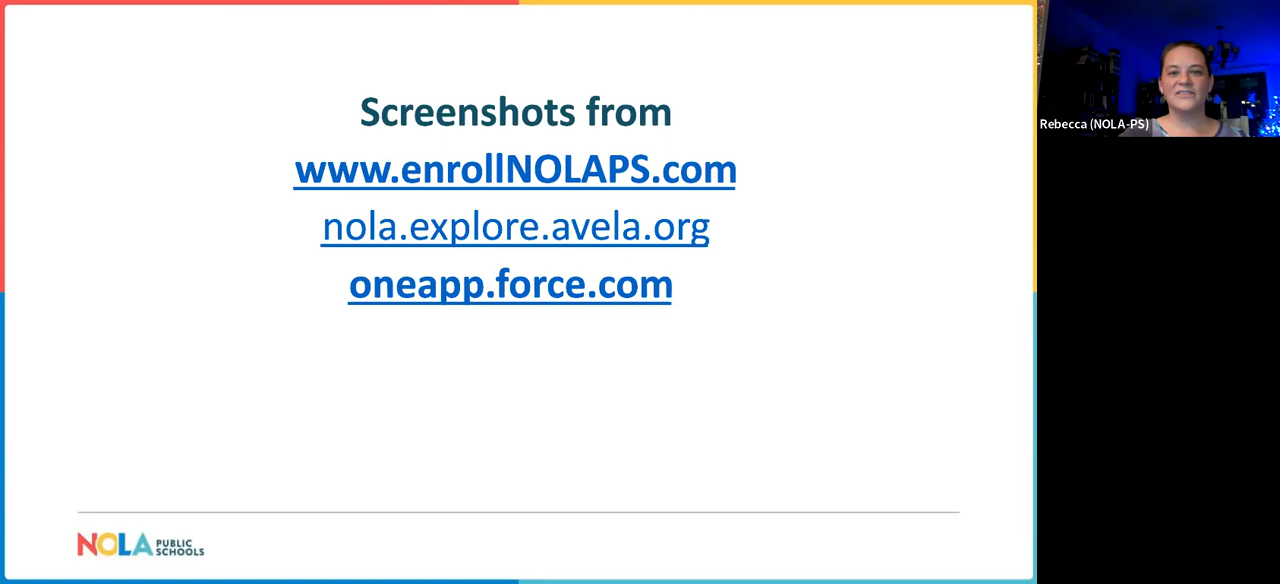 Screenshots from
www.enrollNOLAPS.com
nola.explore.avela.org
oneapp.force.com
NOLA PUBLIC
SCHOOLS
Rebecca (NOLA-PS)